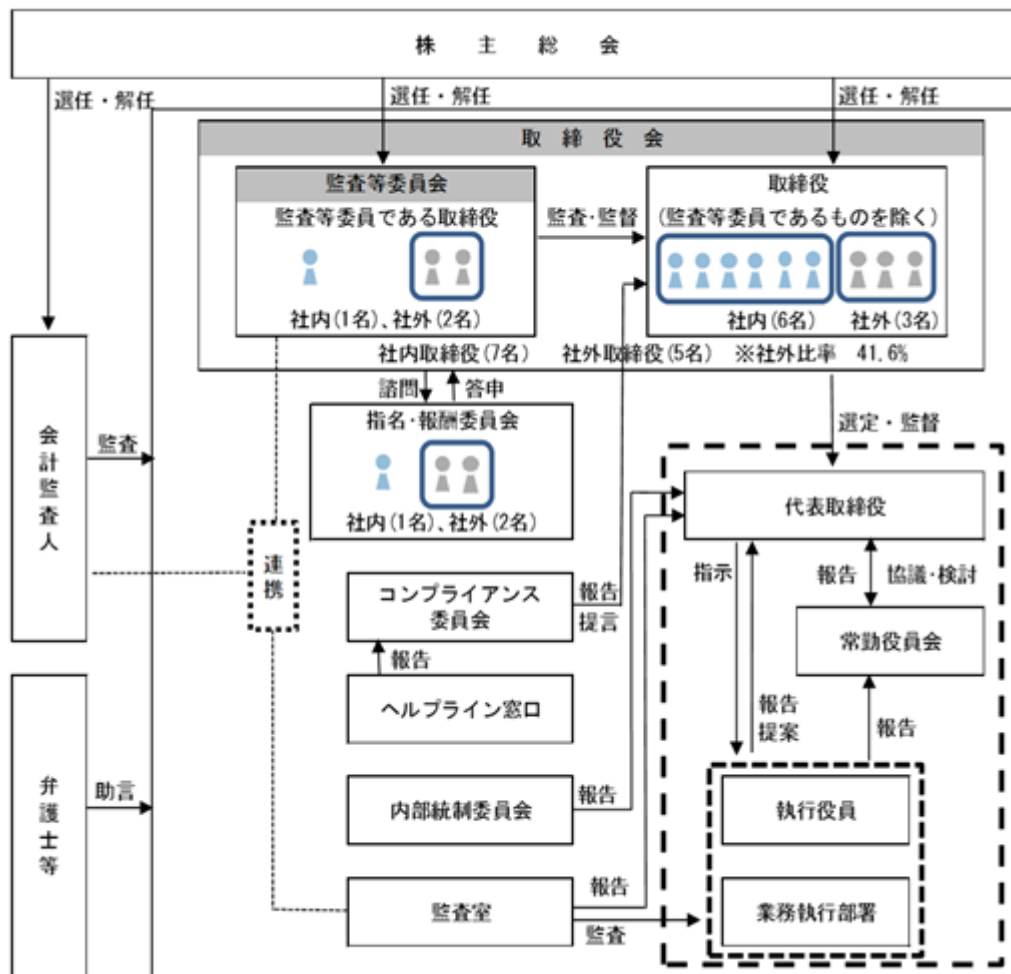 株主総会
選任・解任
選任・解任
選任・解任
取締役会
監査等委員会
監査等委員である取締役
社内(1名)、社外(2名)
監査・監督
取締役
(監査等委員であるものを除く)
社内(6名)
社外(3名)
社内取締役(7名)
社外取締役(5名)
※社外比率 41.6%
諮問
答申
指名・報酬委員会
社内(1名)、社外(2名)
選定・監督
会計監査人
監査
連携
代表取締役
指示
報告
協議・検討
コンプライアンス
委員会
報告
提言
常勤役員会
報告
ヘルプライン窓口
報告
提案
報告
弁護士等
助言
内部統制委員会
報告
執行役員
監査室
報告
監査
業務執行部署